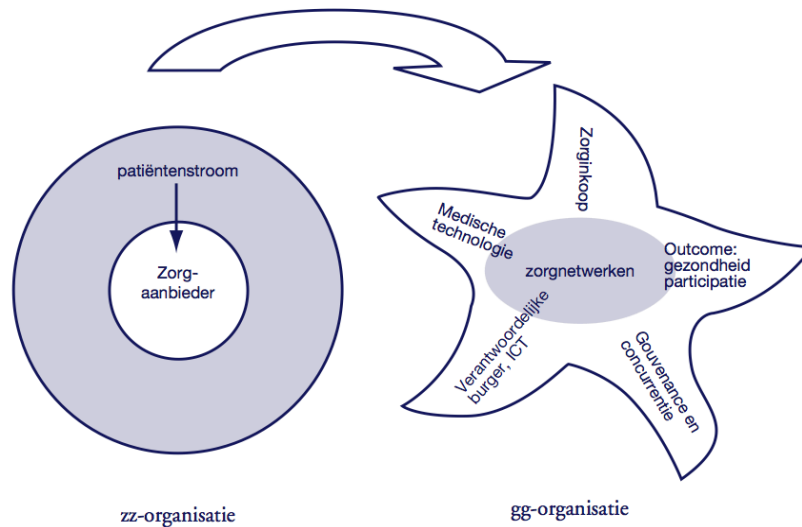 patiëntenstroom
Zorg-
aanbieder
zz-organisatie
Zorginkoop
Medische
technologie
zorgnetwerken
Outcome:
gezondheid
participatie
Verantwoordelijke
burger, ICT
Gouvenance en
concurrentie
gg-organisatie